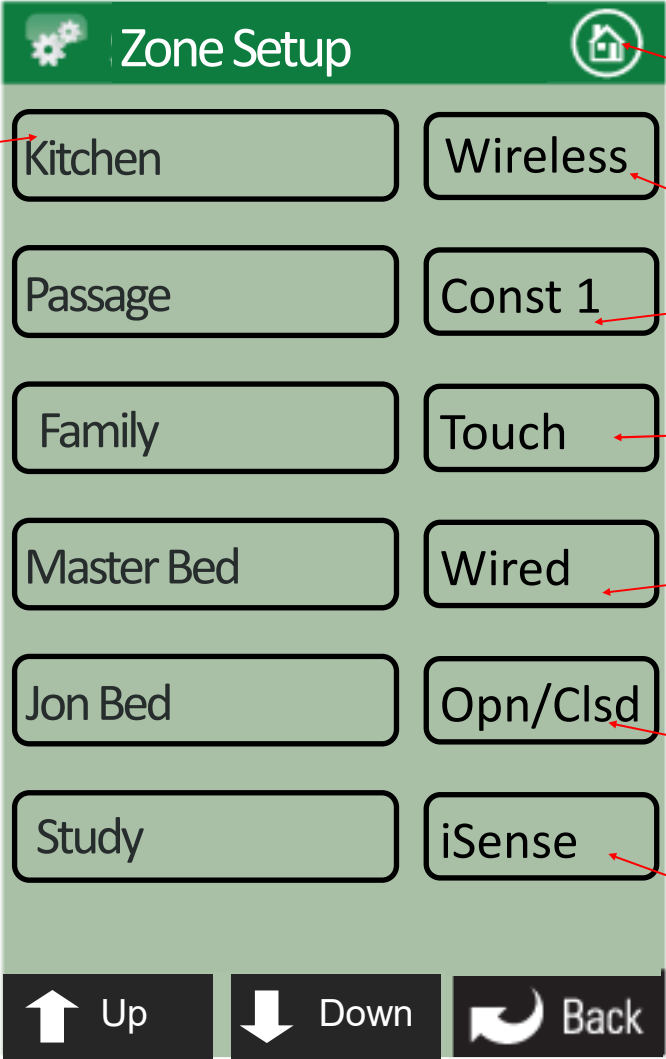 Zone Setup
Kitchen Wireless
Passage Const 1
Family Touch
Master Bed Wired
Jon Bed Opn/Clsd
Study iSense
Up Down Back